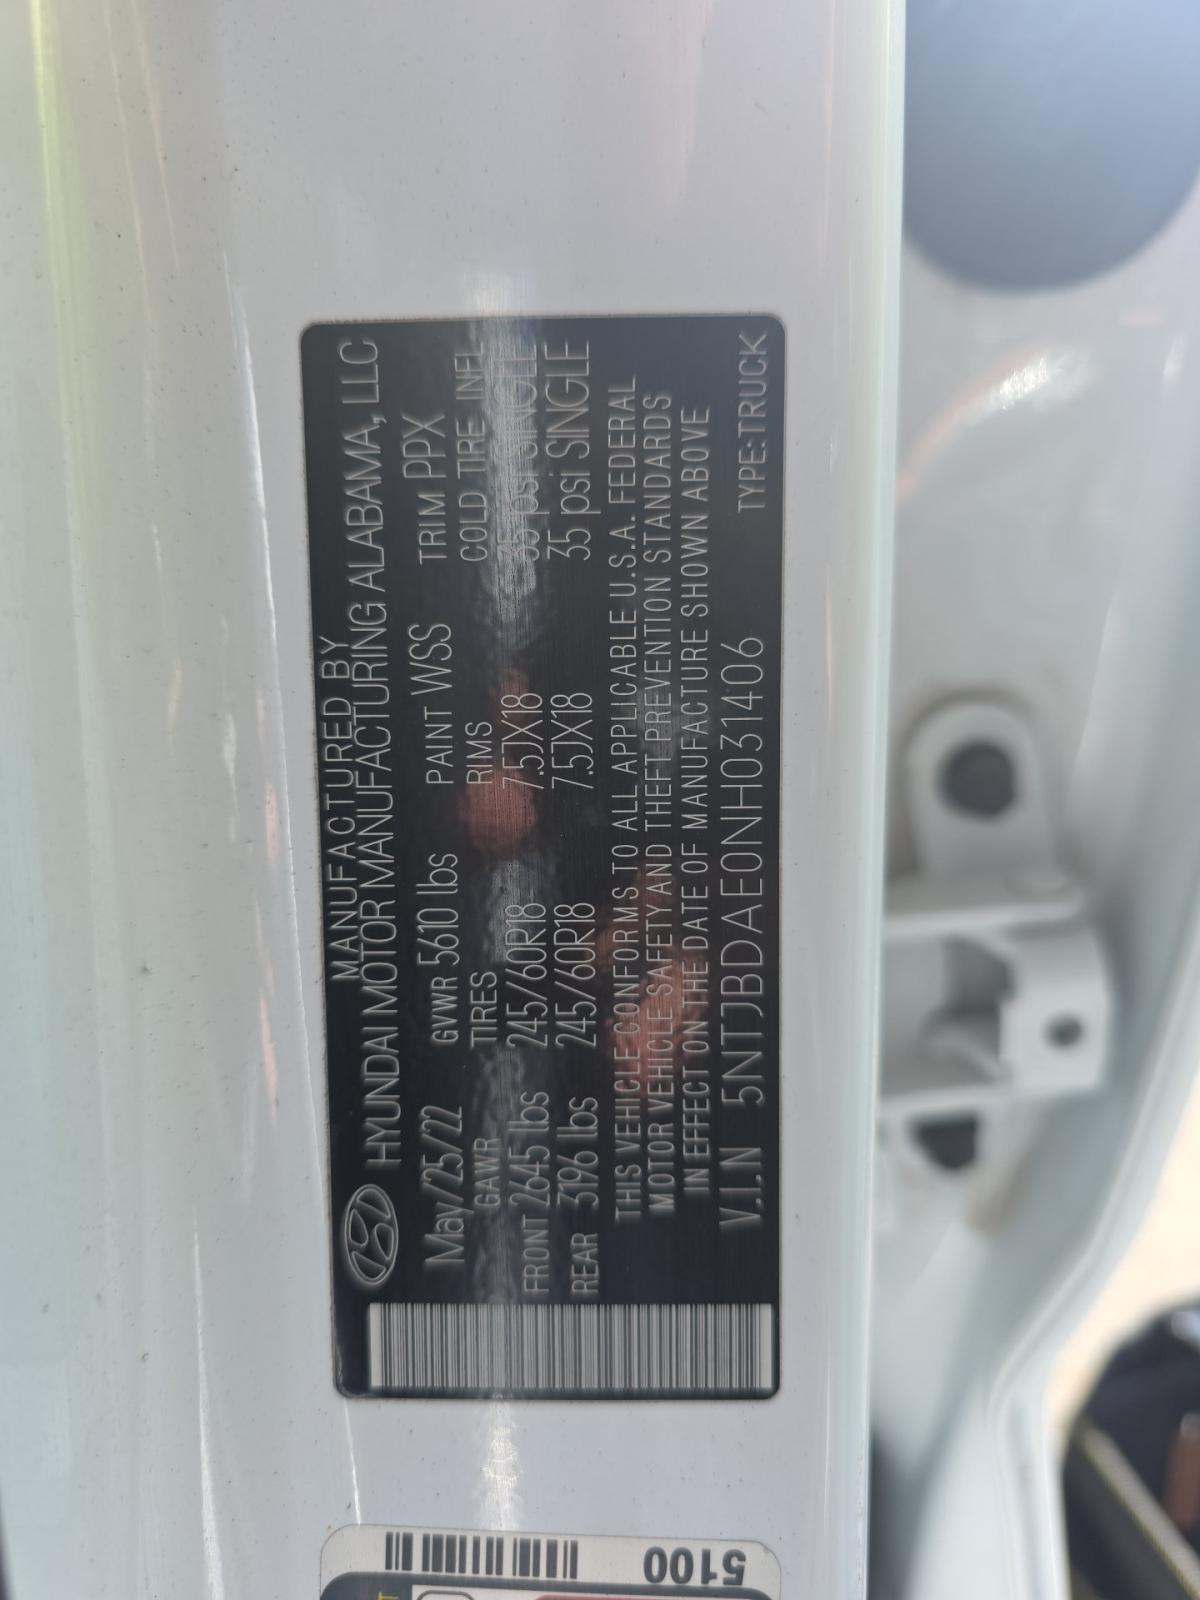 MANUFACTURED BY
HYUNDAI MOTOR MANUFACTURING ALABAMA, LLC
May/25/22 GVWR 5610 lbs PAINT WSS TRIM PPX
GAWR TIRES RIMS COLD TIRE INFL
FRONT 2645 lbs 245/60R18 7.5JX18 35 psi SINGLE
REAR 3196 lbs 245/60R18 7.5JX18 35 psi SINGLE
THIS VEHICLE CONFORMS TO ALL APPLICABLE U.S.A. FEDERAL
MOTOR VEHICLE SAFETY AND THEFT PREVENTION STANDARDS
IN EFFECT ON THE DATE OF MANUFACTURE SHOWN ABOVE
V.I.N 5NTJBDAE0NH031406 TYPE:TRUCK
5100